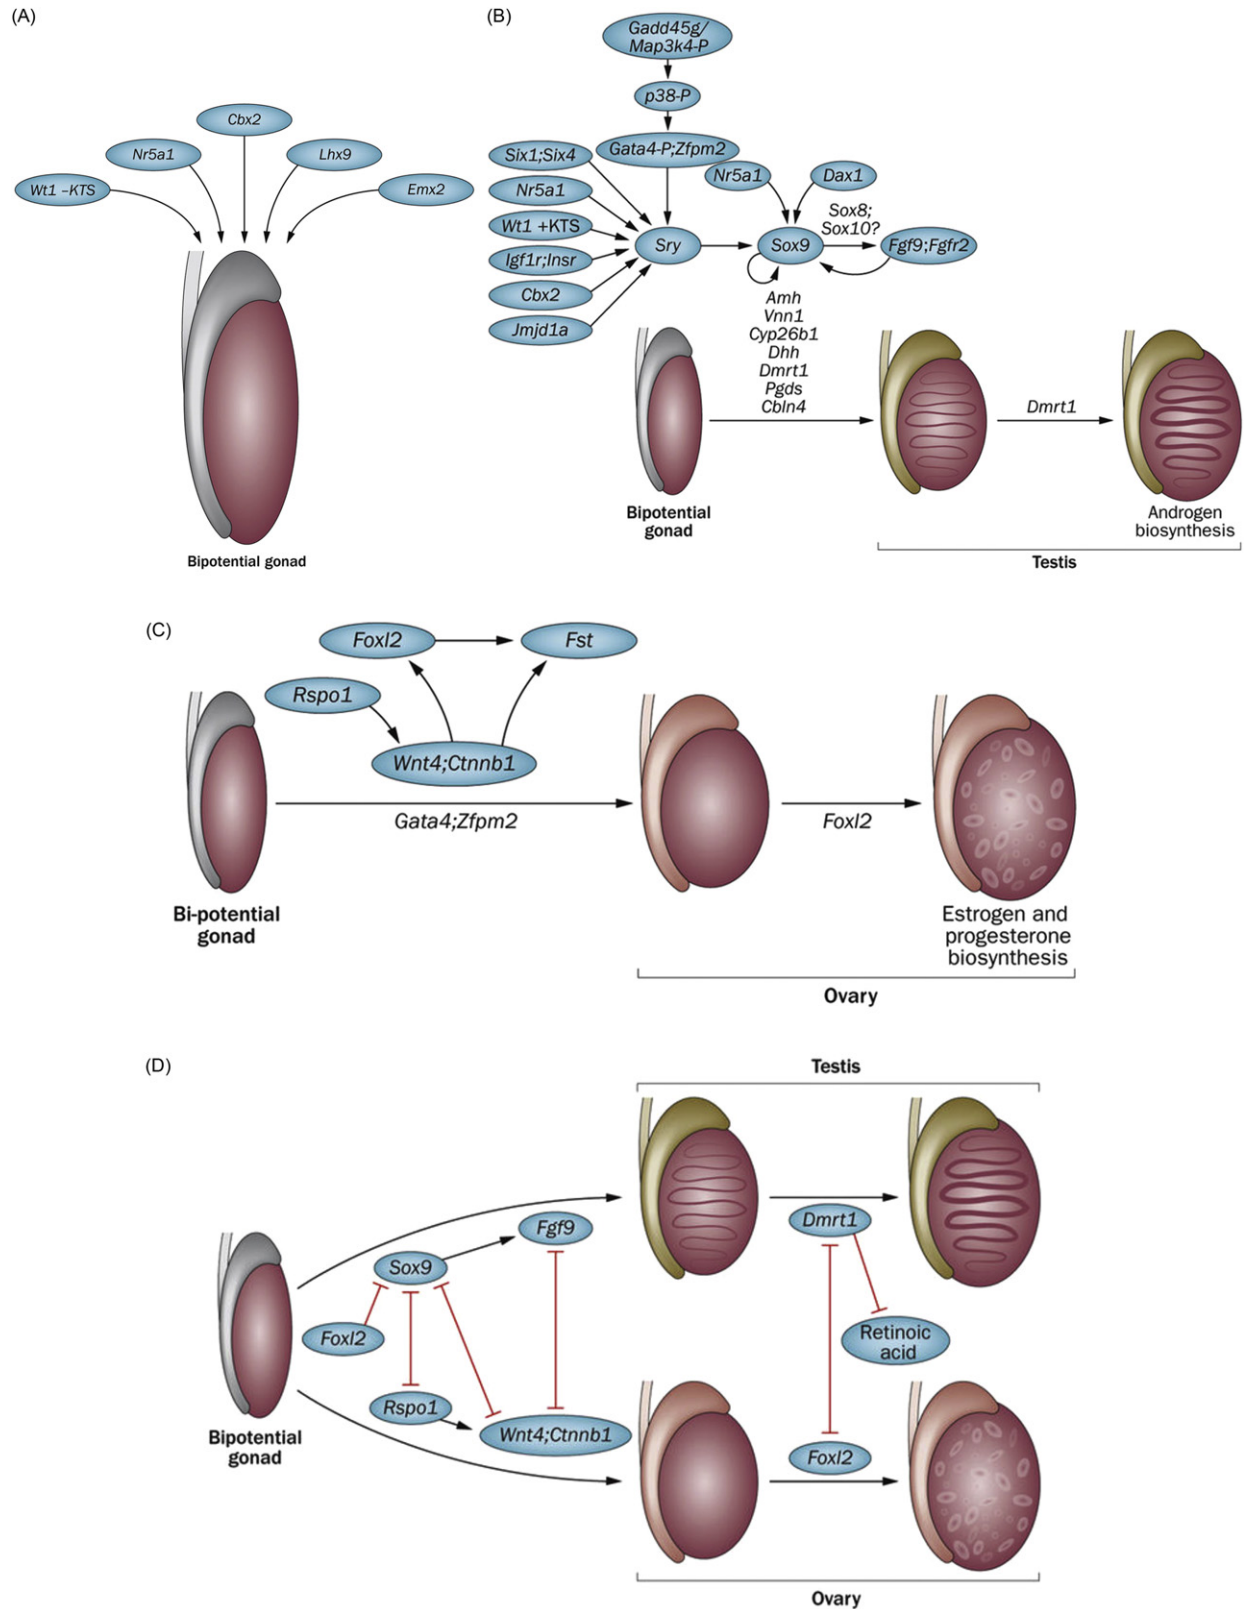 (A)
Cbx2
Nr5a1
Lhx9
Wt1 –KTS
Emx2
Bipotential gonad
(B)
Gadd45g/
Map3k4-P
p38-P
Gata4-P;Zfpm2
Six1;Six4
Nr5a1
Dax1
Nr5a1
Wt1 +KTS
Sox8;
Sox10?
Sry
Sox9
Fgf9;Fgfr2
Igf1r;Insr
Cbx2
Jmjd1a
Amh
Vnn1
Cyp26b1
Dhh
Dmrt1
Pgds
Cbln4
Dmrt1
Bipotential
gonad
Androgen
biosynthesis
Testis
(C)
Foxl2
Fst
Rspo1
Wnt4;Ctnnb1
Gata4;Zfpm2
Foxl2
Bi-potential
gonad
Estrogen and
progesterone
biosynthesis
Ovary
(D)
Testis
Fgf9
Dmrt1
Sox9
Foxl2
Retinoic
acid
Rspo1
Wnt4;Ctnnb1
Bipotential
gonad
Foxl2
Ovary